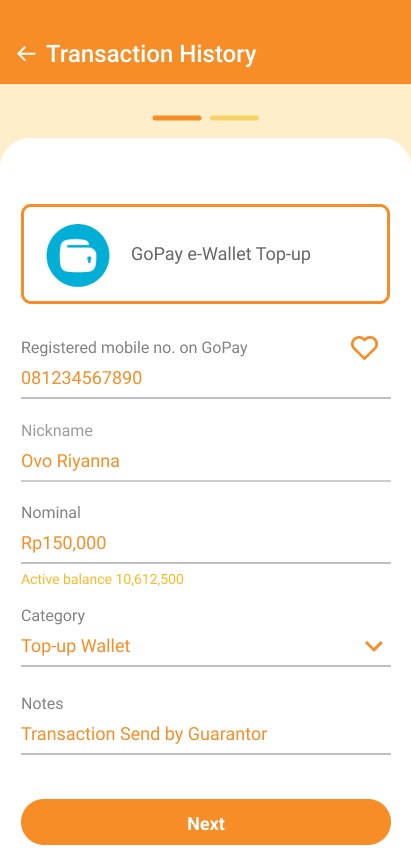 Transaction History
GoPay e-Wallet Top-up
Registered mobile no. on GoPay
081234567890
Nickname
Ovo Riyanna
Nominal
Rp150,000
Active balance 10,612,500
Category
Top-up Wallet
Notes
Transaction Send by Guarantor
Next